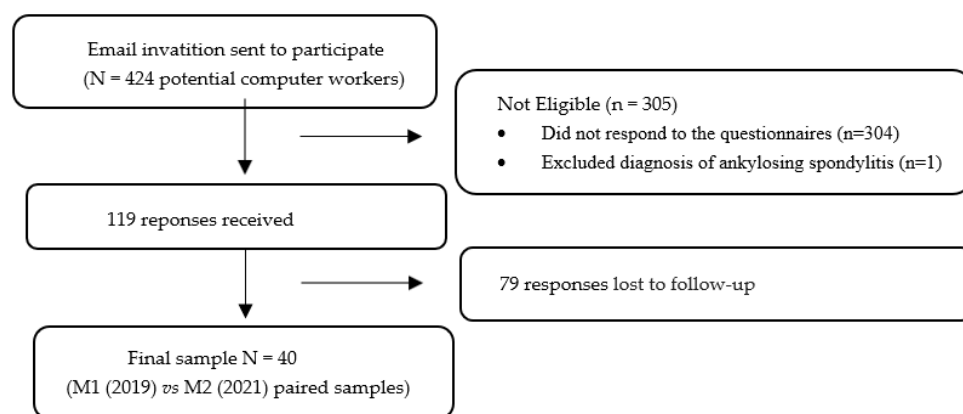 Email invatition sent to participate
(N = 424 potential computer workers)
Not Eligible (n = 305)
• Did not respond to the questionnaires (n=304)
• Excluded diagnosis of ankylosing spondylitis (n=1)
119 reponses received
79 responses lost to follow-up
Final sample N = 40
(M1 (2019) vs M2 (2021) paired samples)